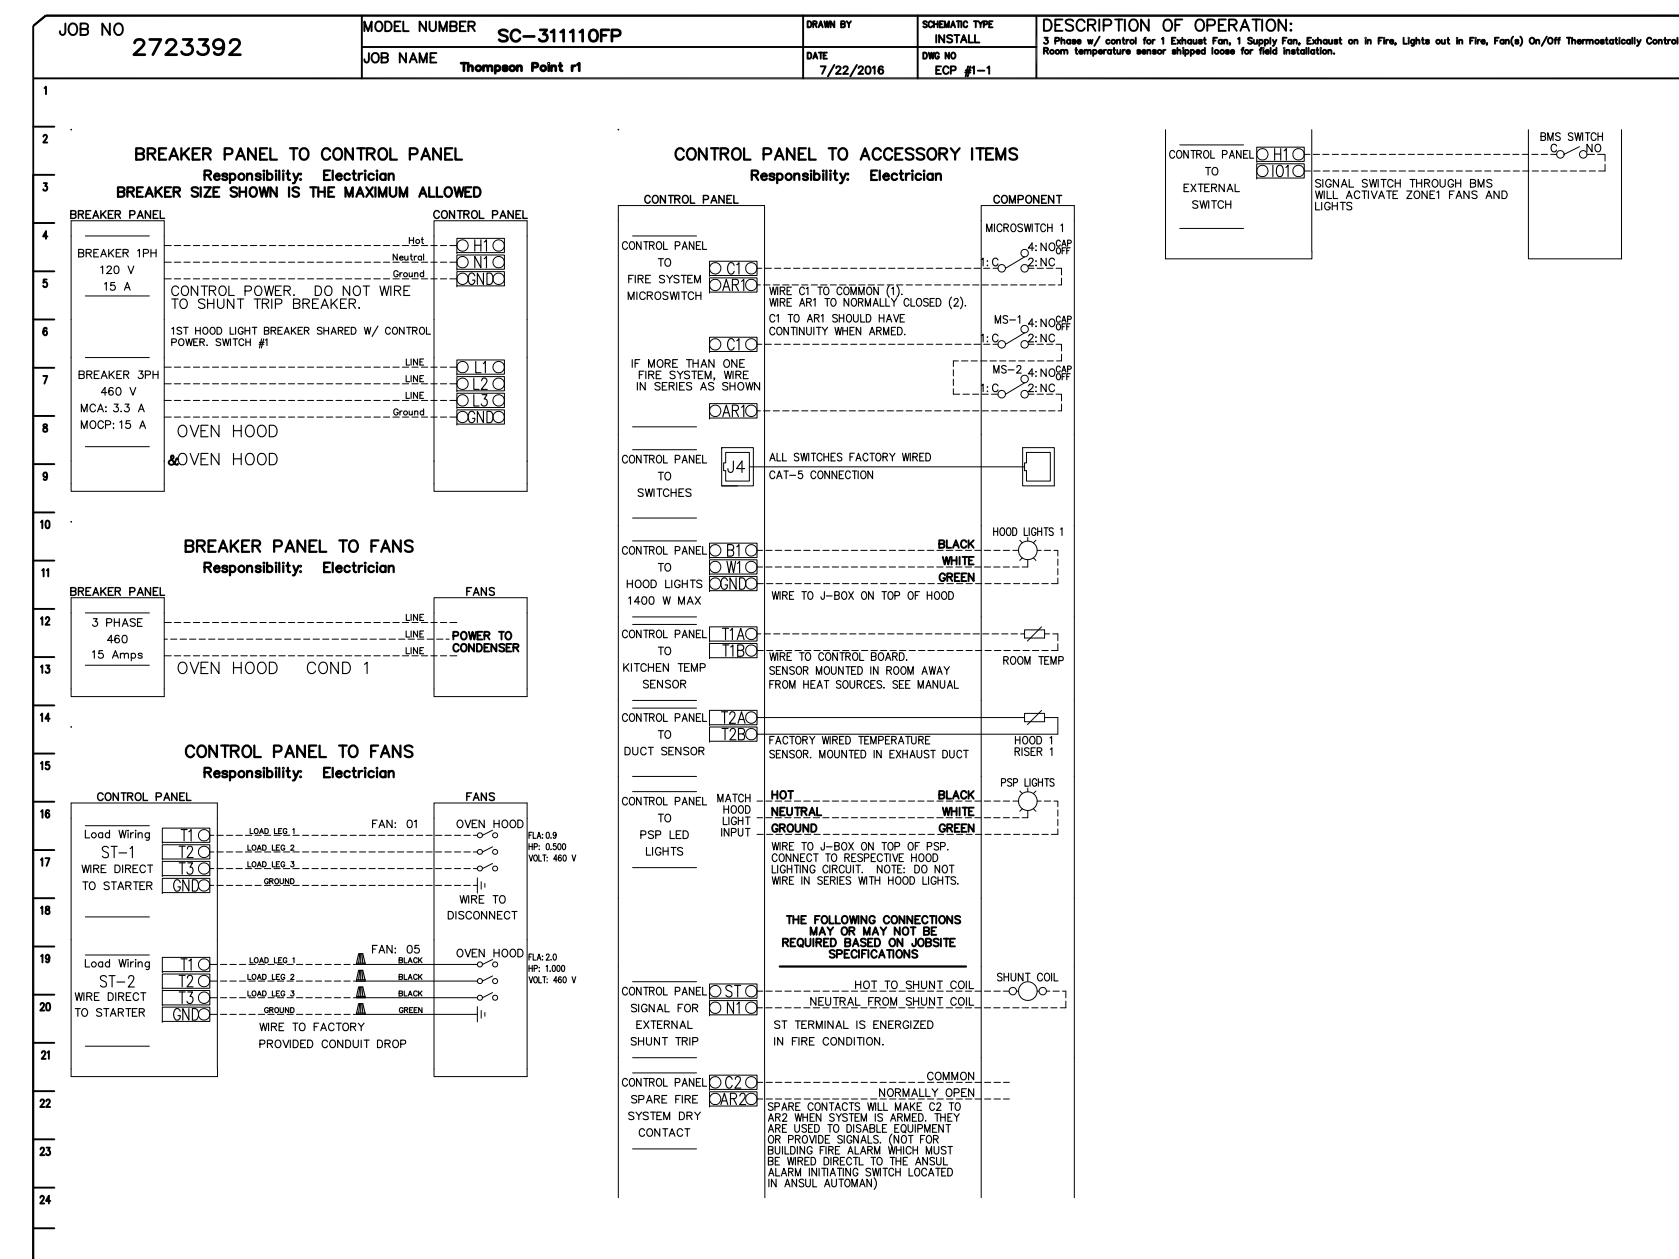 JOB NO
2723392
MODEL NUMBER
SC-311110FP
JOB NAME
Thompson Point r1
DRAWN BY
DATE
7/22/2016
SCHEMATIC TYPE
INSTALL
DWG NO
ECP #1-1
DESCRIPTION OF OPERATION:
3 Phase w/ control for 1 Exhaust Fan, 1 Supply Fan, Exhaust on in Fire, Lights out in Fire, Fan(s) On/Off Thermostatically Control
Room temperature sensor shipped loose for field installation.
1
2
3
4
5
6
7
8
9
10
11
12
13
14
15
16
17
18
19
20
21
22
23
24
BREAKER PANEL TO CONTROL PANEL
Responsibility: Electrician
BREAKER SIZE SHOWN IS THE MAXIMUM ALLOWED
BREAKER PANEL
CONTROL PANEL
BREAKER 1PH
120 V
15 A
Hot
H1
Neutral
N1
Ground
GND
CONTROL POWER. DO NOT WIRE
TO SHUNT TRIP BREAKER.
1ST HOOD LIGHT BREAKER SHARED W/ CONTROL
POWER. SWITCH #1
BREAKER 3PH
460 V
MCA: 3.3 A
MOCP: 15 A
LINE
L1
LINE
L2
LINE
L3
Ground
GND
OVEN HOOD
&OVEN HOOD
BREAKER PANEL TO FANS
Responsibility: Electrician
BREAKER PANEL
FANS
3 PHASE
460
15 Amps
LINE
LINE
LINE
POWER TO
CONDENSER
OVEN HOOD COND 1
CONTROL PANEL TO FANS
Responsibility: Electrician
CONTROL PANEL
FANS
Load Wiring
ST-1
WIRE DIRECT
TO STARTER
T1
T2
T3
GND
LOAD LEG 1
LOAD LEG 2
LOAD LEG 3
GROUND
FAN: 01
OVEN HOOD
FLA: 0.9
HP: 0.500
VOLT: 460 V
WIRE TO
DISCONNECT
Load Wiring
ST-2
WIRE DIRECT
TO STARTER
T1
T2
T3
GND
LOAD LEG 1
LOAD LEG 2
LOAD LEG 3
GROUND
FAN: 05
BLACK
BLACK
BLACK
GREEN
OVEN HOOD
FLA: 2.0
HP: 1.000
VOLT: 460 V
WIRE TO FACTORY
PROVIDED CONDUIT DROP
CONTROL PANEL TO ACCESSORY ITEMS
Responsibility: Electrician
CONTROL PANEL
COMPONENT
CONTROL PANEL
TO
FIRE SYSTEM
MICROSWITCH
C1
AR1
MICROSWITCH 1
4: NO
CAP
OFF
1: C
2: NC
WIRE C1 TO COMMON (1).
WIRE AR1 TO NORMALLY CLOSED (2).
C1 TO AR1 SHOULD HAVE
CONTINUITY WHEN ARMED.
C1
MS-1
4: NO
CAP
OFF
1: C
2: NC
IF MORE THAN ONE
FIRE SYSTEM, WIRE
IN SERIES AS SHOWN
MS-2
4: NO
CAP
OFF
1: C
2: NC
AR1
CONTROL PANEL
TO
SWITCHES
J4
ALL SWITCHES FACTORY WIRED
CAT-5 CONNECTION
CONTROL PANEL
TO
HOOD LIGHTS
1400 W MAX
B1
W1
GND
BLACK
WHITE
GREEN
HOOD LIGHTS 1
WIRE TO J-BOX ON TOP OF HOOD
CONTROL PANEL
TO
KITCHEN TEMP
SENSOR
T1A
T1B
WIRE TO CONTROL BOARD.
SENSOR MOUNTED IN ROOM AWAY
FROM HEAT SOURCES. SEE MANUAL
ROOM TEMP
CONTROL PANEL
TO
DUCT SENSOR
T2A
T2B
FACTORY WIRED TEMPERATURE
SENSOR. MOUNTED IN EXHAUST DUCT
HOOD 1
RISER 1
CONTROL PANEL
TO
PSP LED
LIGHTS
MATCH
HOOD
LIGHT
INPUT
HOT
NEUTRAL
GROUND
BLACK
WHITE
GREEN
PSP LIGHTS
WIRE TO J-BOX ON TOP OF PSP.
CONNECT TO RESPECTIVE HOOD
LIGHTING CIRCUIT. NOTE: DO NOT
WIRE IN SERIES WITH HOOD LIGHTS.
THE FOLLOWING CONNECTIONS
MAY OR MAY NOT BE
REQUIRED BASED ON JOBSITE
SPECIFICATIONS
CONTROL PANEL
SIGNAL FOR
EXTERNAL
SHUNT TRIP
ST
N1
HOT TO SHUNT COIL
NEUTRAL FROM SHUNT COIL
SHUNT COIL
ST TERMINAL IS ENERGIZED
IN FIRE CONDITION.
CONTROL PANEL
SPARE FIRE
SYSTEM DRY
CONTACT
C2
AR2
COMMON
NORMALLY OPEN
SPARE CONTACTS WILL MAKE C2 TO
AR2 WHEN SYSTEM IS ARMED. THEY
ARE USED TO DISABLE EQUIPMENT
OR PROVIDE SIGNALS. (NOT FOR
BUILDING FIRE ALARM WHICH MUST
BE WIRED DIRECTL TO THE ANSUL
ALARM INITIATING SWITCH LOCATED
IN ANSUL AUTOMAN)
CONTROL PANEL
TO
EXTERNAL
SWITCH
H1
IO1
BMS SWITCH
C
NO
SIGNAL SWITCH THROUGH BMS
WILL ACTIVATE ZONE1 FANS AND
LIGHTS